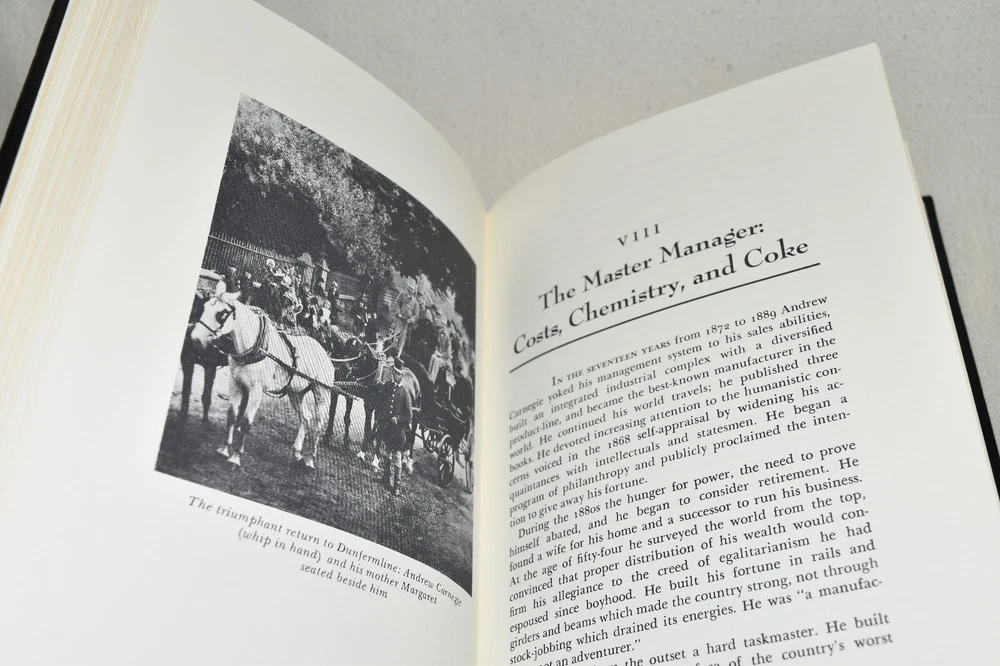 The triumphant return to Dunfermline: Andrew Carnegie
(whip in hand) and his mother Margaret
seated beside him
VIII
The Master Manager:
Costs, Chemistry, and Coke
IN THE SEVENTEEN YEARS from 1872 to 1889 Andrew
Carnegie yoked his management system to his sales abilities,
built an integrated industrial complex with a diversified
product-line, and became the best-known manufacturer in the
world. He continued his world travels; he published three
books. He devoted increasing attention to the humanistic con-
cerns voiced in the 1868 self-appraisal by widening his ac-
quaintances with intellectuals and statesmen. He began a
program of philanthropy and publicly proclaimed the inten-
tion to give away his fortune.
During the 1880s the hunger for power, the need to prove
himself abated, and he began to consider retirement. He
found a wife for his home and a successor to run his business.
At the age of fifty-four he surveyed the world from the top,
convinced that proper distribution of his wealth would con-
firm his allegiance to the creed of egalitarianism he had
espoused since boyhood. He built his fortune in rails and
girders and beams which made the country strong, not through
stock-jobbing which drained its energies. He was "a manufac-
not an adventurer."
the outset a hard taskmaster. He built
of the country's worst